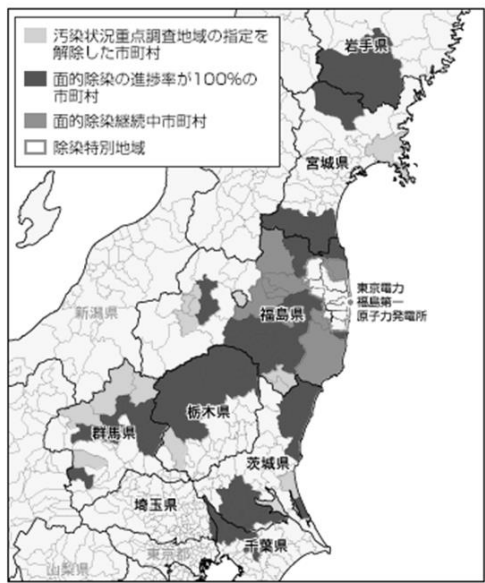 汚染状況重点調査地域の指定を
解除した市町村
面的除染の進捗率が100%の
市町村
面的除染継続中市町村
除染特別地域
岩手県
宮城県
東京電力
福島第一
原子力発電所
新潟県
福島県
栃木県
群馬県
茨城県
埼玉県
東京都
千葉県
山梨県